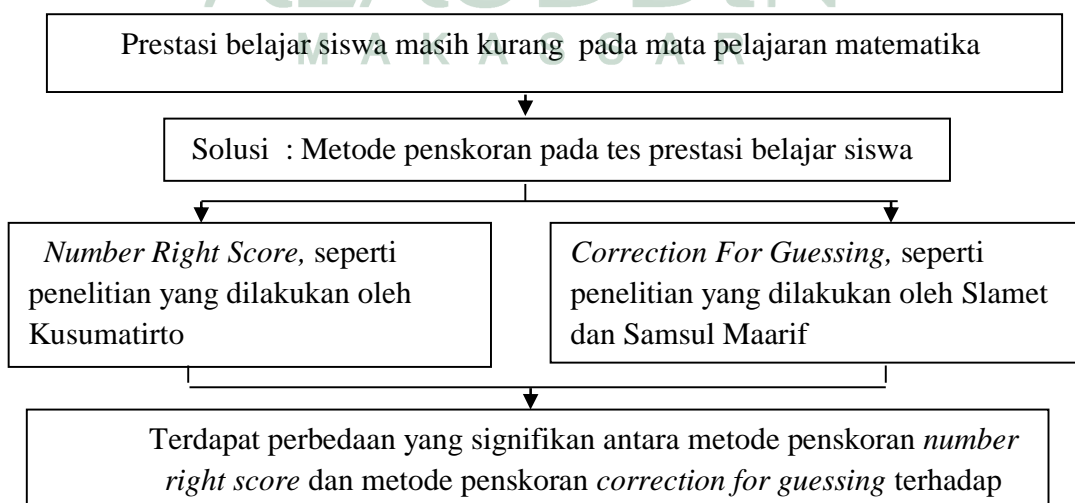 ALAUDDIN
MAKASSAR
Prestasi belajar siswa masih kurang pada mata pelajaran matematika
Solusi : Metode penskoran pada tes prestasi belajar siswa
Number Right Score, seperti
penelitian yang dilakukan oleh
Kusumatirto
Correction For Guessing, seperti
penelitian yang dilakukan oleh Slamet
dan Samsul Maarif
Terdapat perbedaan yang signifikan antara metode penskoran number
right score dan metode penskoran correction for guessing terhadap